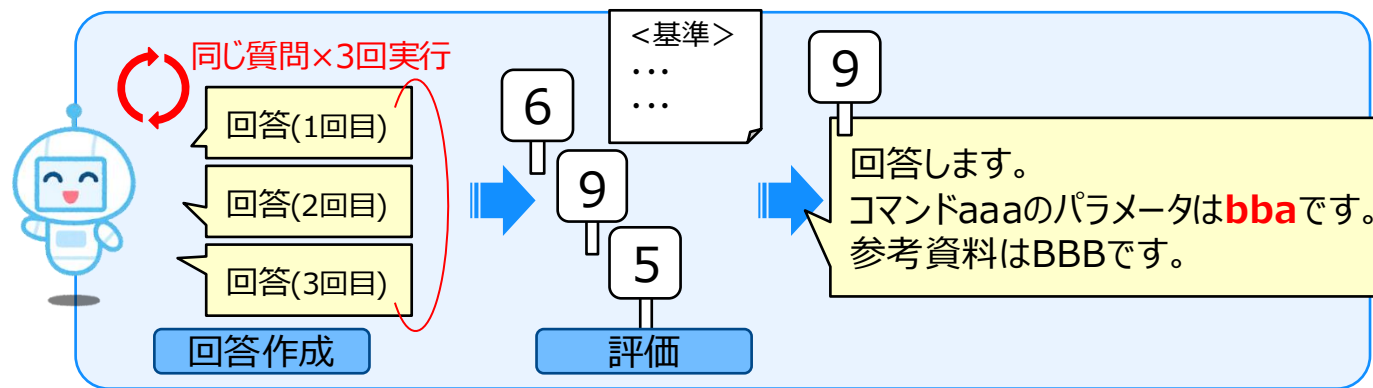 同じ質問×3回実行
回答(1回目)
回答(2回目)
回答(3回目)
回答作成
<基準>
・・・
・・・
6
9
5
評価
9
回答します。
コマンドaaaのパラメータはbbaです。
参考資料はBBBです。